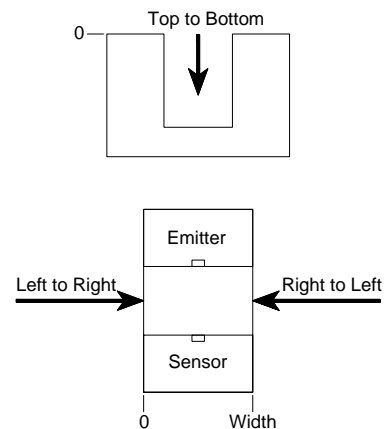 Top to Bottom
0
Emitter
Left to Right
Right to Left
Sensor
0
Width